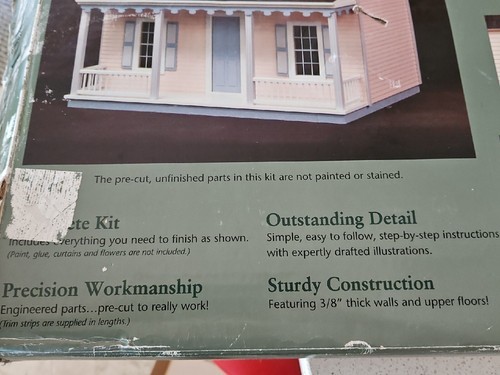 The pre-cut, unfinished parts in this kit are not painted or stained.
Kit
Includes everything you need to finish as shown.
(Paint, glue, curtains and flowers are not included.)
Outstanding Detail
Simple, easy to follow, step-by-step instructions
with expertly drafted illustrations.
Precision Workmanship
Engineered parts...pre-cut to really work!
(Trim strips are supplied in lengths.)
Sturdy Construction
Featuring 3/8" thick walls and upper floors!